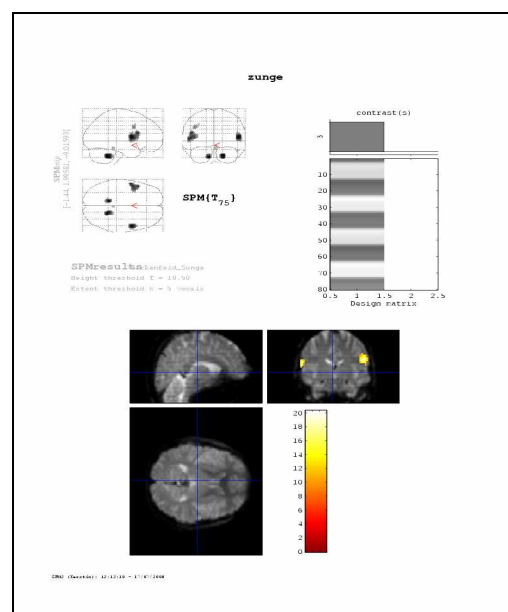 zunge
contrast(s)
SPMmip
SPM{T75}
10
20
30
40
50
60
70
80
0.5 1 1.5 2 2.5
Design matrix
SPMresults:
Height threshold T = 10.50
Extent threshold k = 5 voxels
20
18
16
14
12
10
8
6
4
2
0